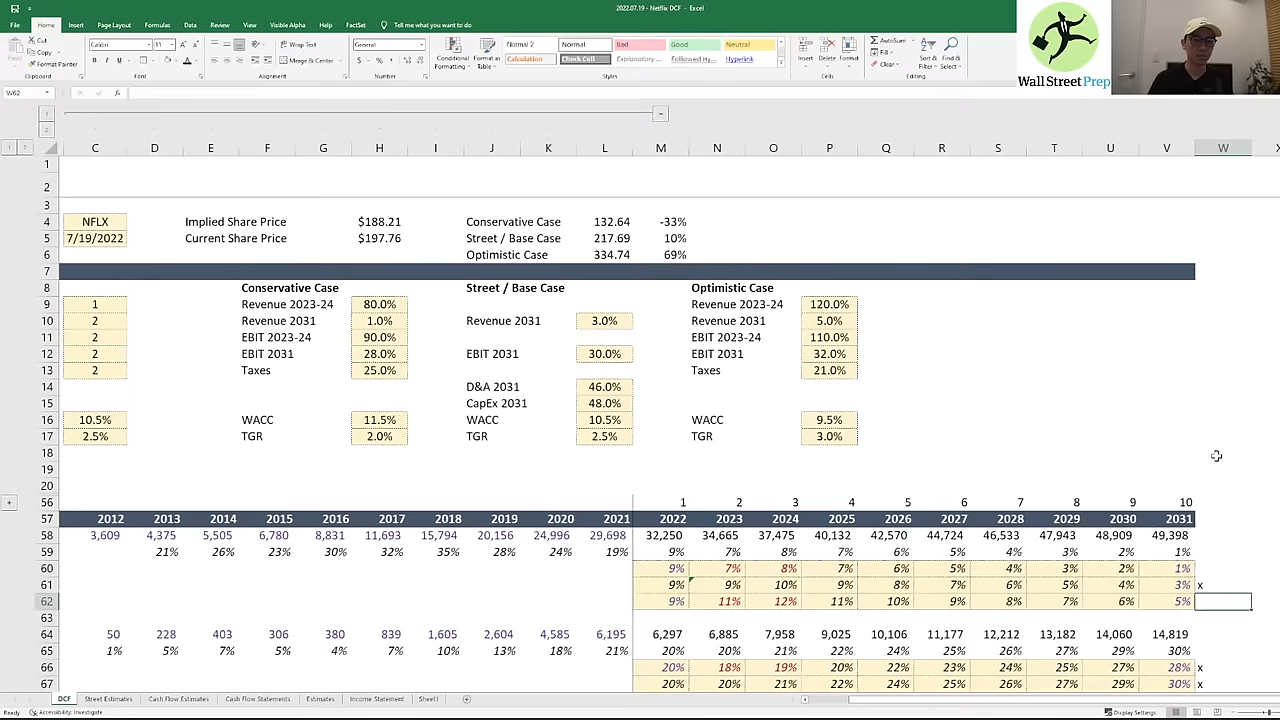 2022.07.19 - Netflix DCF - Excel
File Home Insert Page Layout Formulas Data Review View Visible Alpha Help FactSet Tell me what you want to do
Cut Copy Format Painter Clipboard
Calibri 11 Font
Wrap Text Merge & Center Alignment
General Number
Conditional Formatting Format as Table
Normal 2 Normal Bad Good Neutral
Calculation Check Cell Explanatory ... Followed Hy... Hyperlink
Styles
Insert Delete Format Cells
AutoSum Fill Clear Sort & Filter Find & Select Editing
Wall Street Prep
W62 fx
1
2
1 2 C D E F G H I J K L M N O P Q R S T U V W X
1
2
3
4 NFLX Implied Share Price $188.21 Conservative Case 132.64 -33%
5 7/19/2022 Current Share Price $197.76 Street / Base Case 217.69 10%
6 Optimistic Case 334.74 69%
7
8 Conservative Case Street / Base Case Optimistic Case
9 1 Revenue 2023-24 80.0% Revenue 2023-24 120.0%
10 2 Revenue 2031 1.0% Revenue 2031 3.0% Revenue 2031 5.0%
11 2 EBIT 2023-24 90.0% EBIT 2023-24 110.0%
12 2 EBIT 2031 28.0% EBIT 2031 30.0% EBIT 2031 32.0%
13 2 Taxes 25.0% Taxes 21.0%
14 D&A 2031 46.0%
15 CapEx 2031 48.0%
16 10.5% WACC 11.5% WACC 10.5% WACC 9.5%
17 2.5% TGR 2.0% TGR 2.5% TGR 3.0%
18
19
20
56 1 2 3 4 5 6 7 8 9 10
57 2012 2013 2014 2015 2016 2017 2018 2019 2020 2021 2022 2023 2024 2025 2026 2027 2028 2029 2030 2031
58 3,609 4,375 5,505 6,780 8,831 11,693 15,794 20,156 24,996 29,698 32,250 34,665 37,475 40,132 42,570 44,724 46,533 47,943 48,909 49,398
59 21% 26% 23% 30% 32% 35% 28% 24% 19% 9% 7% 8% 7% 6% 5% 4% 3% 2% 1%
60 9% 7% 8% 7% 6% 5% 4% 3% 2% 1%
61 9% 9% 10% 9% 8% 7% 6% 5% 4% 3% x
62 9% 11% 12% 11% 10% 9% 8% 7% 6% 5%
63
64 50 228 403 306 380 839 1,605 2,604 4,585 6,195 6,297 6,885 7,958 9,025 10,106 11,177 12,212 13,182 14,060 14,819
65 1% 5% 7% 5% 4% 7% 10% 13% 18% 21% 20% 20% 21% 22% 24% 25% 26% 27% 29% 30%
66 20% 18% 19% 20% 22% 23% 24% 25% 27% 28% x
67 20% 20% 21% 22% 24% 25% 26% 27% 29% 30% x
DCF Street Estimates Cash Flow Estimates Cash Flow Statements Estimates Income Statement Sheet1
Ready Accessibility: Investigate Display Settings